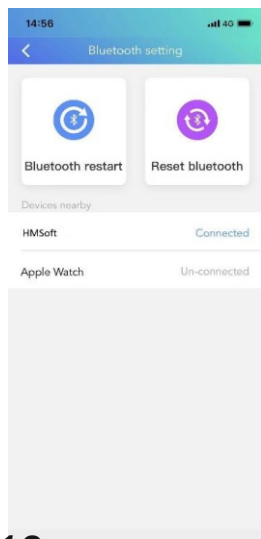 14:56 4G
Bluetooth setting
Bluetooth restart Reset bluetooth
Devices nearby
HMSoft Connected
Apple Watch Un-connected